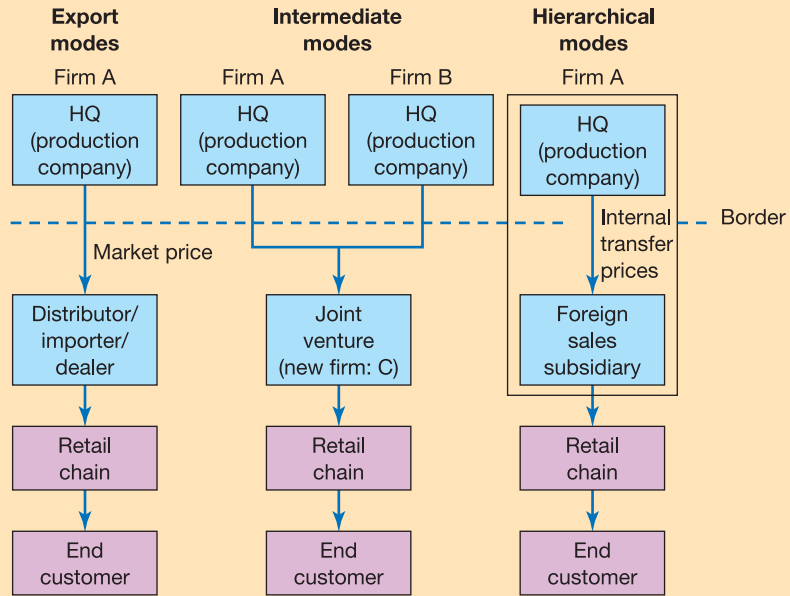 Export
modes
Intermediate
modes
Hierarchical
modes
Firm A
Firm A
Firm B
Firm A
HQ
(production
company)
HQ
(production
company)
HQ
(production
company)
HQ
(production
company)
Border
Market price
Internal
transfer
prices
Distributor/
importer/
dealer
Joint
venture
(new firm: C)
Foreign
sales
subsidiary
Retail
chain
Retail
chain
Retail
chain
End
customer
End
customer
End
customer